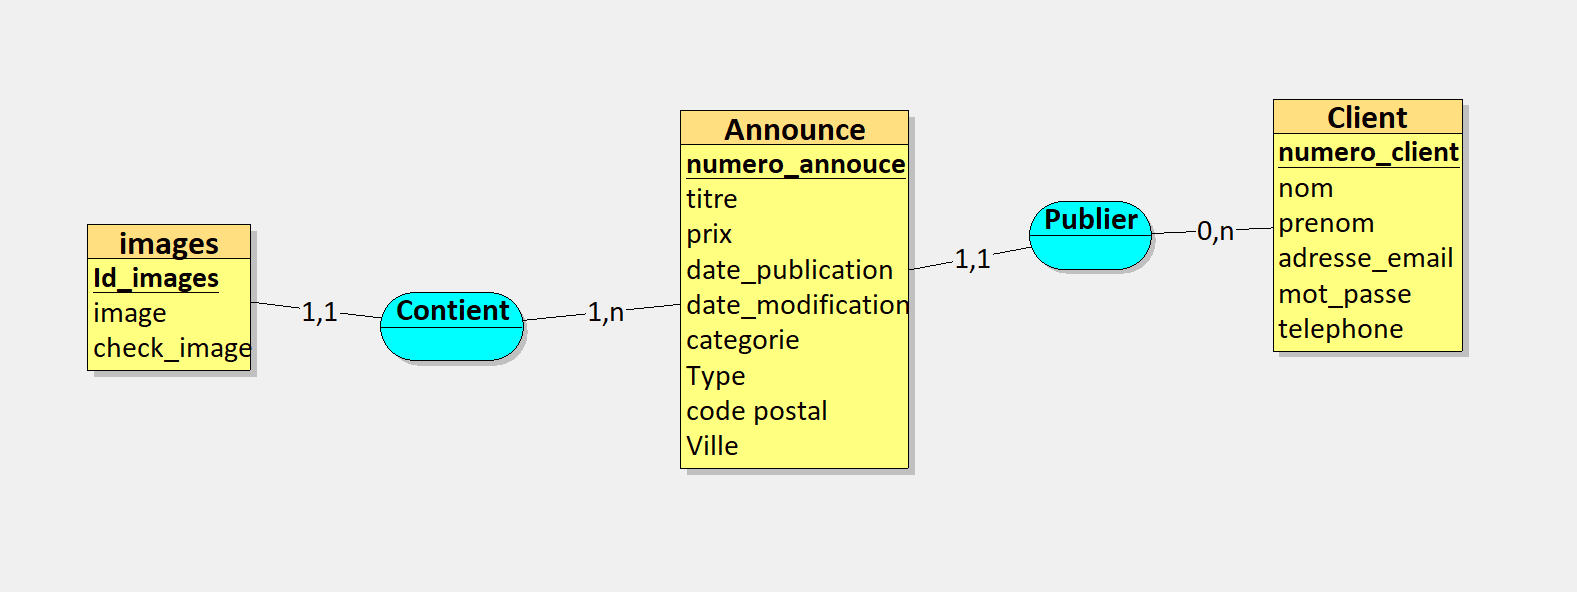 images
Id_images
image
check_image
1,1
Contient
1,n
Announce
numero_annouce
titre
prix
date_publication
date_modification
categorie
Type
code postal
Ville
1,1
Publier
0,n
Client
numero_client
nom
prenom
adresse_email
mot_passe
telephone